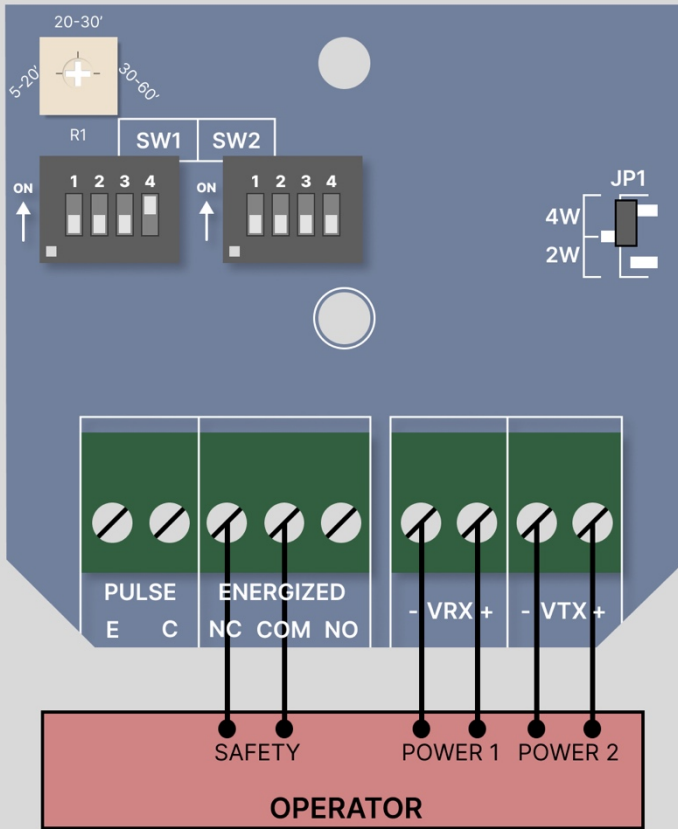 20-30'
5-20'
30-60'
R1
SW1 SW2
ON 1 2 3 4
ON 1 2 3 4
JP1
4W
2W
PULSE ENERGIZED
- VRX + - VTX +
E C NC COM NO
SAFETY POWER 1 POWER 2
OPERATOR